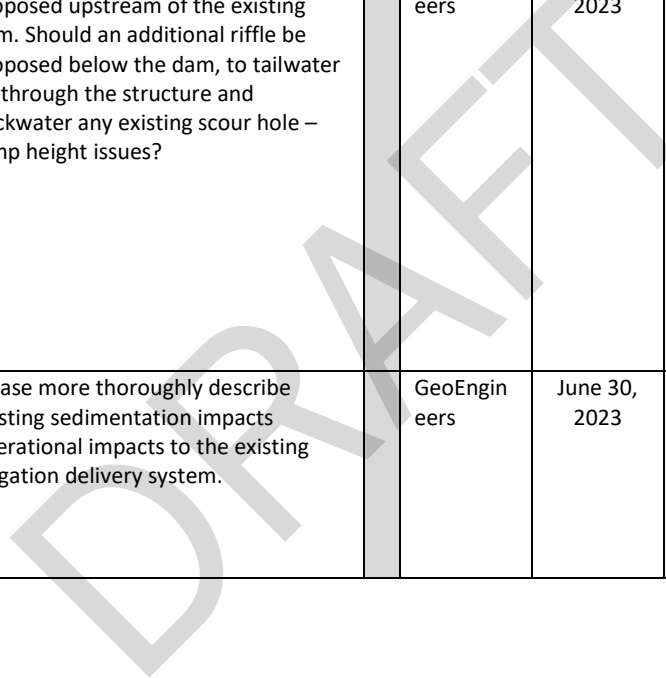 oposed upstream of the existing
m. Should an additional riffle be
oposed below the dam, to tailwater
through the structure and
ckwater any existing scour hole –
mp height issues?
eers
2023
ase more thoroughly describe
sting sedimentation impacts
erational impacts to the existing
gation delivery system.
GeoEngin
eers
June 30,
2023
DRAFT